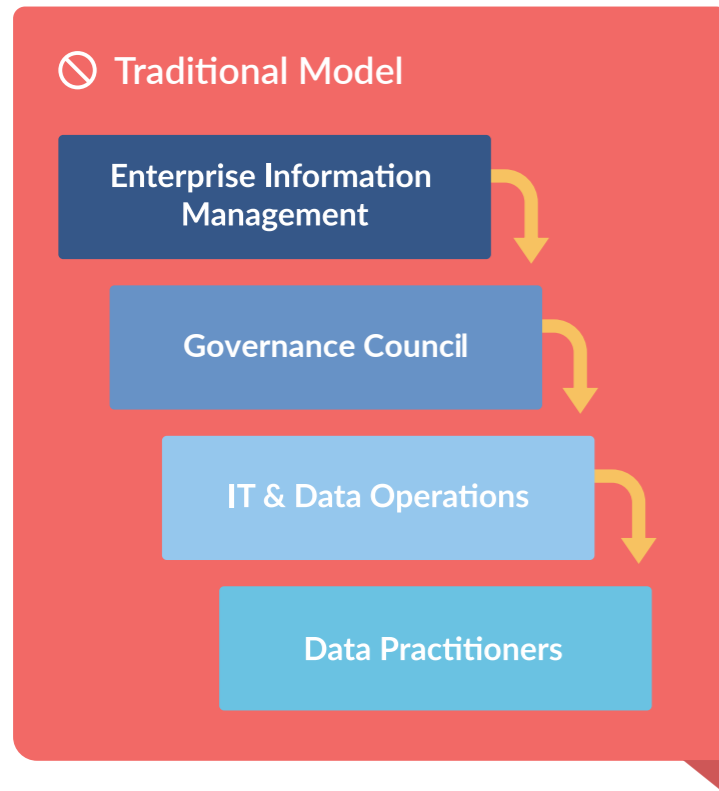 Traditional Model
Enterprise Information
Management
Governance Council
IT & Data Operations
Data Practitioners